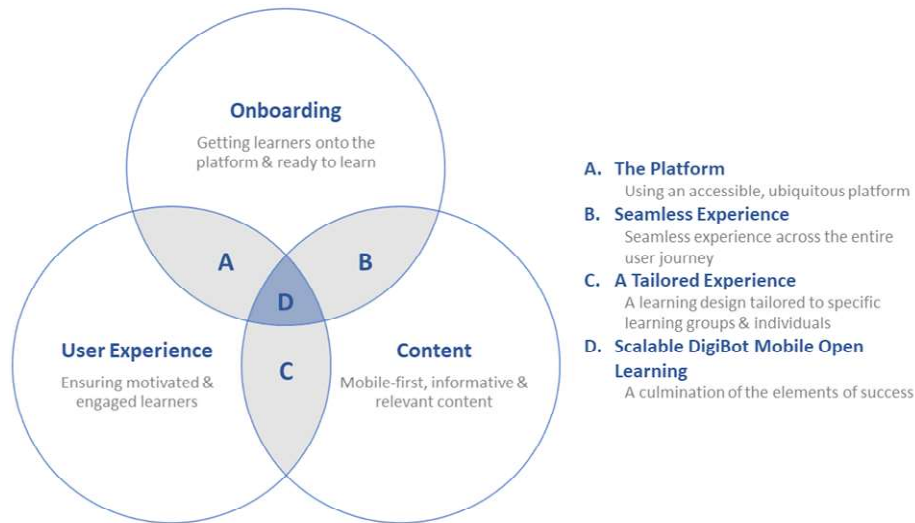 Onboarding
Getting learners onto the
platform & ready to learn
A
B
D
C
User Experience
Ensuring motivated &
engaged learners
Content
Mobile-first, informative &
relevant content
A. The Platform
Using an accessible, ubiquitous platform
B. Seamless Experience
Seamless experience across the entire
user journey
C. A Tailored Experience
A learning design tailored to specific
learning groups & individuals
D. Scalable DigiBot Mobile Open
Learning
A culmination of the elements of success